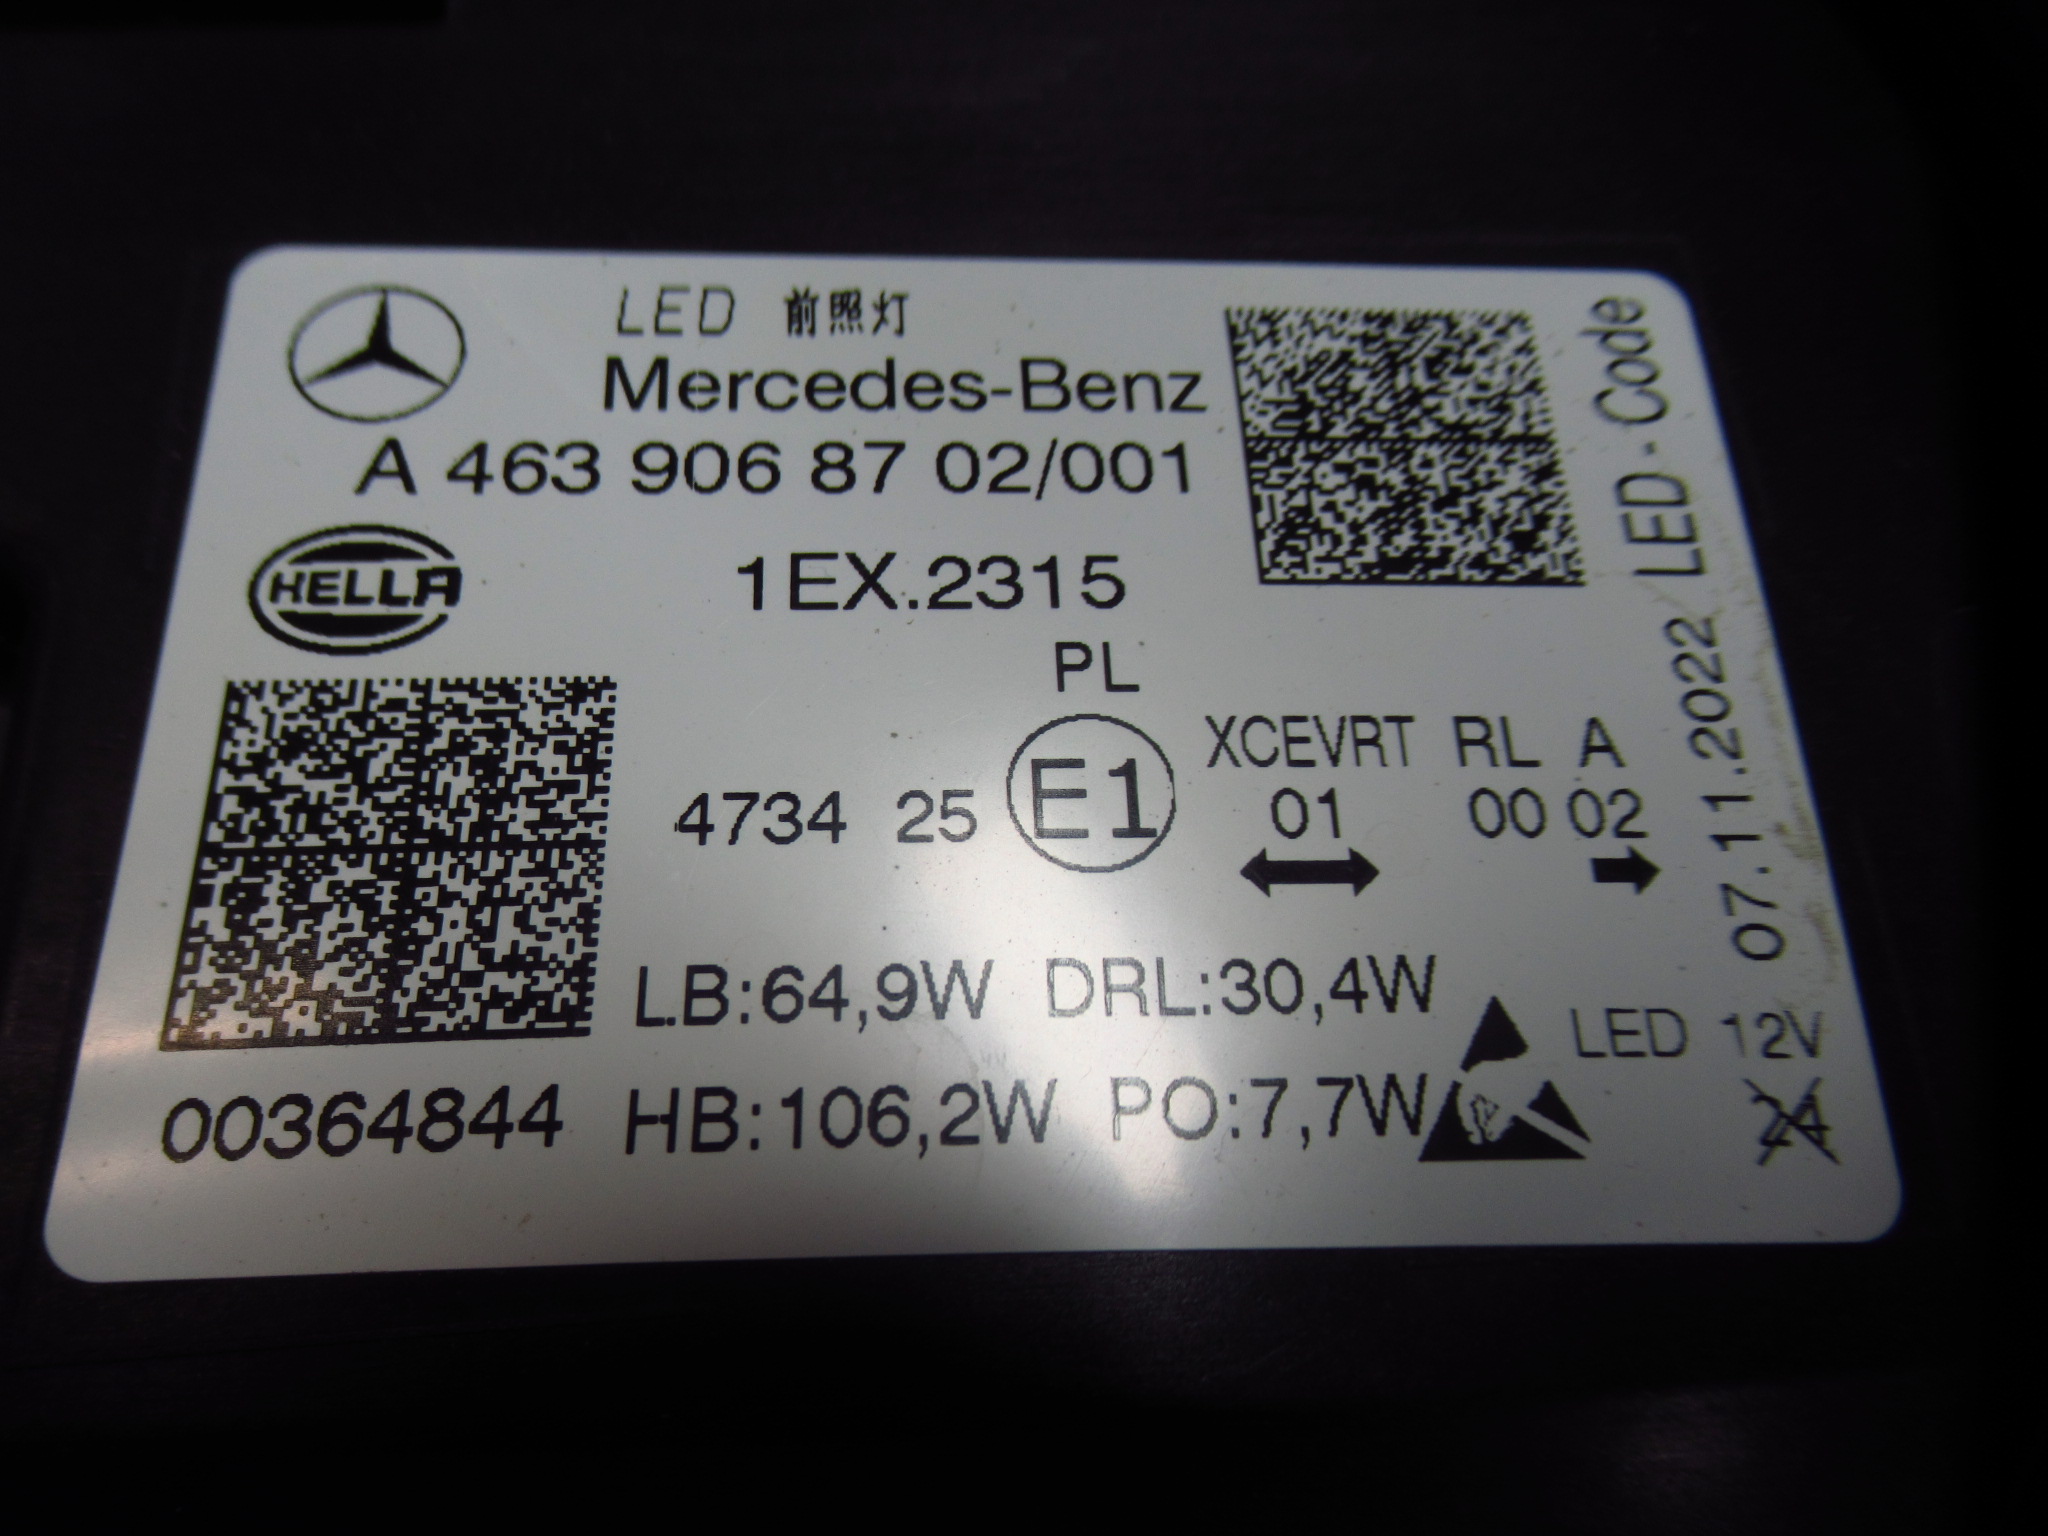 LED 前照灯
Mercedes-Benz
A 463 906 87 02/001
HELLA
1EX.2315
PL
4734 25 E1 XCEVRT RL A
01 00 02
LB:64,9W DRL:30,4W
00364844 HB:106,2W PO:7,7W
LED 12V
24
07.11.2022 LED-Code